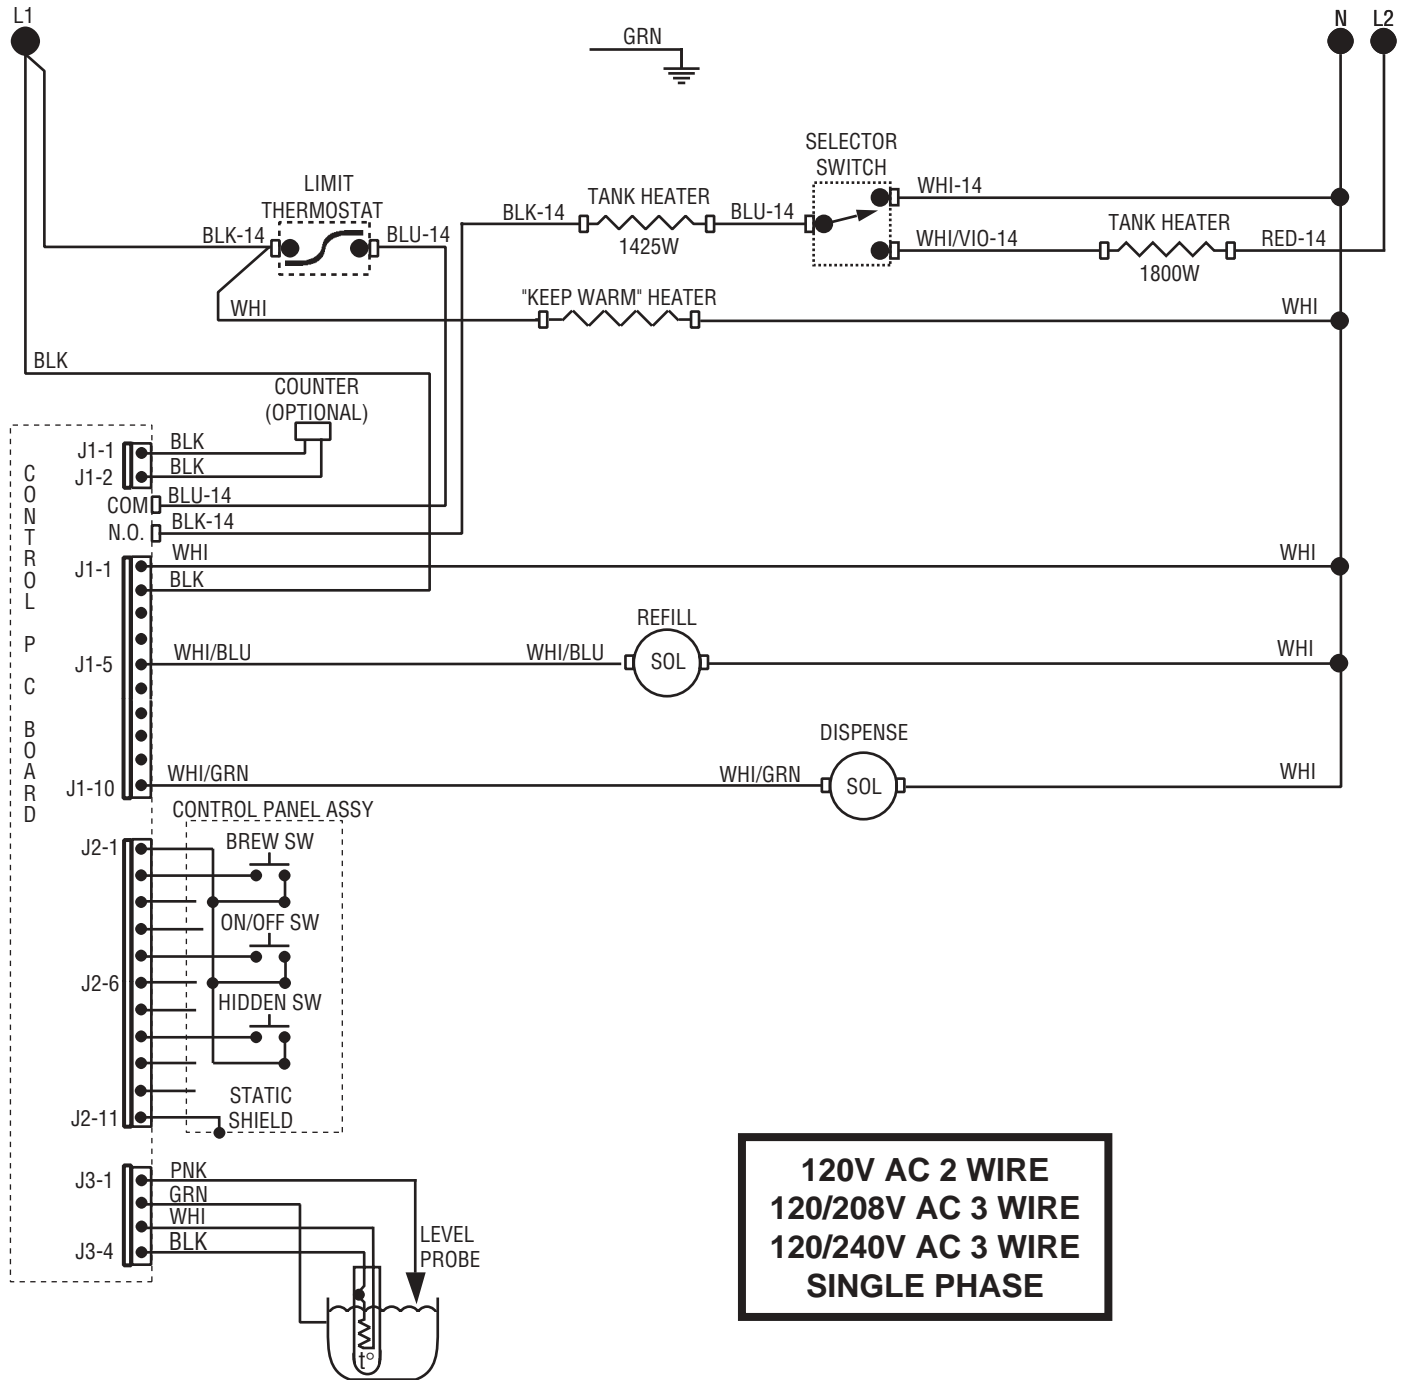 L1
GRN
N
L2
SELECTOR
SWITCH
LIMIT
THERMOSTAT
BLK-14
BLU-14
BLK-14
TANK HEATER
1425W
BLU-14
WHI-14
WHI/VIO-14
TANK HEATER
1800W
RED-14
WHI
"KEEP WARM" HEATER
WHI
BLK
COUNTER
(OPTIONAL)
CONTROL P C BOARD
J1-1
BLK
J1-2
BLK
COM
BLU-14
N.O.
BLK-14
J1-1
WHI
WHI
BLK
REFILL
J1-5
WHI/BLU
WHI/BLU
SOL
WHI
DISPENSE
J1-10
WHI/GRN
WHI/GRN
SOL
WHI
CONTROL PANEL ASSY
J2-1
BREW SW
ON/OFF SW
J2-6
HIDDEN SW
STATIC
SHIELD
J2-11
J3-1
PNK
GRN
WHI
J3-4
BLK
LEVEL
PROBE
t°
120V AC 2 WIRE
120/208V AC 3 WIRE
120/240V AC 3 WIRE
SINGLE PHASE